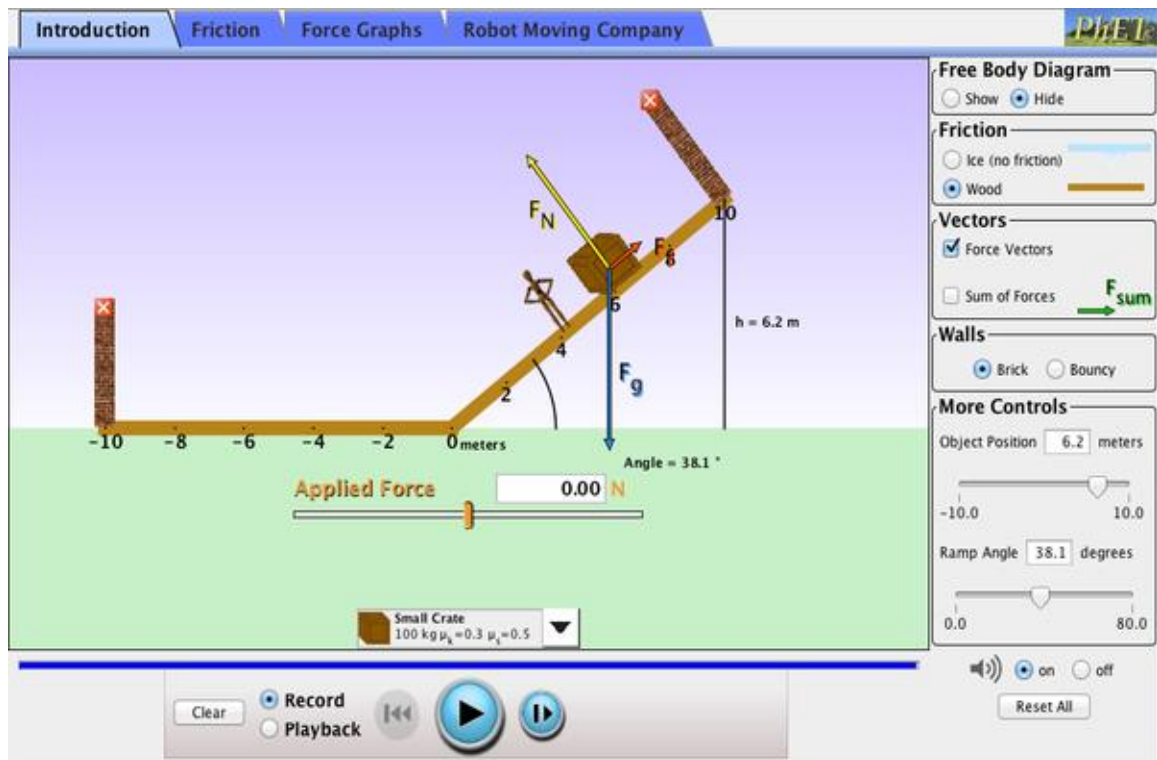 Introduction
Friction
Force Graphs
Robot Moving Company
PhET
Free Body Diagram
Show
Hide
Friction
Ice (no friction)
Wood
Vectors
Force Vectors
Sum of Forces
Fsum
Walls
Brick
Bouncy
More Controls
Object Position 6.2 meters
-10.0 10.0
Ramp Angle 38.1 degrees
0.0 80.0
on
off
Reset All
FN
Fg
10
8
6
4
2
h = 6.2 m
-10 -8 -6 -4 -2 0 meters
Angle = 38.1 °
Applied Force 0.00 N
Small Crate
100 kg μk=0.3 μs=0.5
Clear
Record
Playback